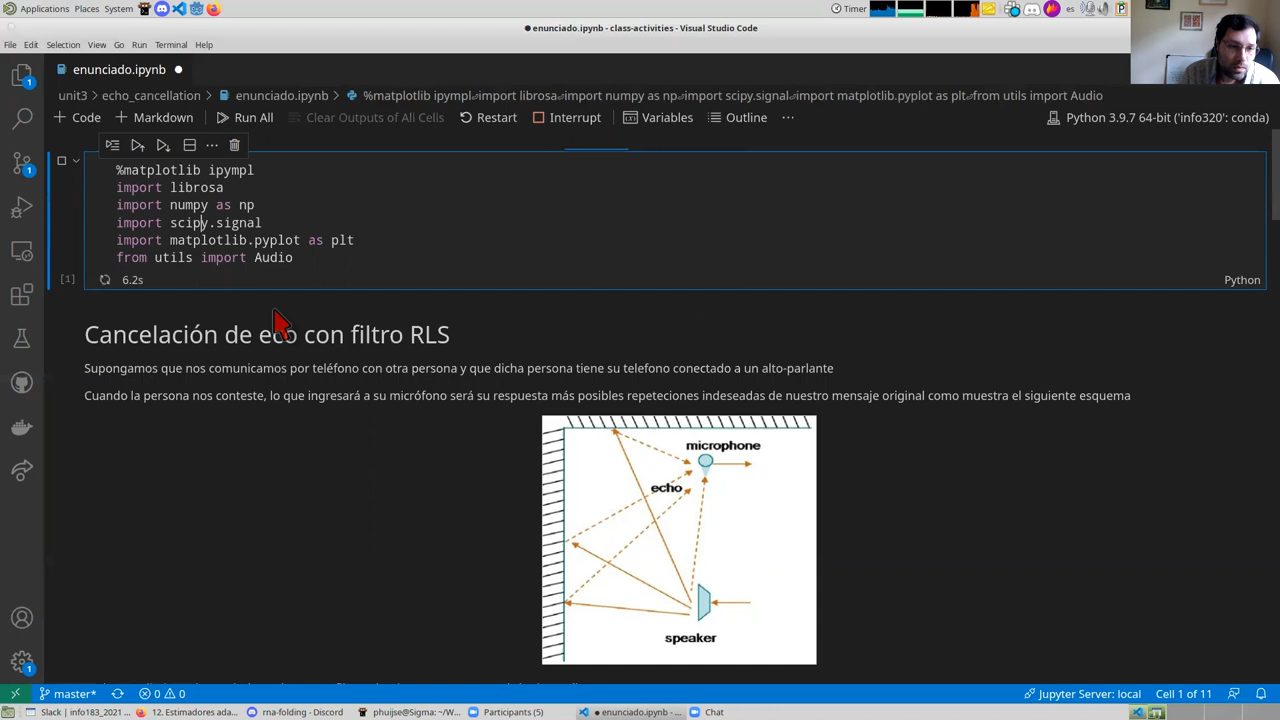 Applications Places System
Timer
es
enunciado.ipynb - class-activities - Visual Studio Code
File Edit Selection View Go Run Terminal Help
enunciado.ipynb
unit3 > echo_cancellation > enunciado.ipynb > %matplotlib ipympl import librosa import numpy as np import scipy.signal import matplotlib.pyplot as plt from utils import Audio
+ Code + Markdown Run All Clear Outputs of All Cells Restart Interrupt Variables Outline ... Python 3.9.7 64-bit ('info320': conda)
%matplotlib ipympl
import librosa
import numpy as np
import scipy.signal
import matplotlib.pyplot as plt
from utils import Audio
[1] 6.2s Python
Cancelación de eco con filtro RLS
Supongamos que nos comunicamos por teléfono con otra persona y que dicha persona tiene su telefono conectado a un alto-parlante
Cuando la persona nos conteste, lo que ingresará a su micrófono será su respuesta más posibles repeteciones indeseadas de nuestro mensaje original como muestra el siguiente esquema
microphone
echo
speaker
master* 0 0 Jupyter Server: local Cell 1 of 11
Slack | info183_2021 ... 12. Estimadores ada... rna-folding - Discord phuijse@Sigma: ~/W... Participants (5) enunciado.ipynb - ... Chat